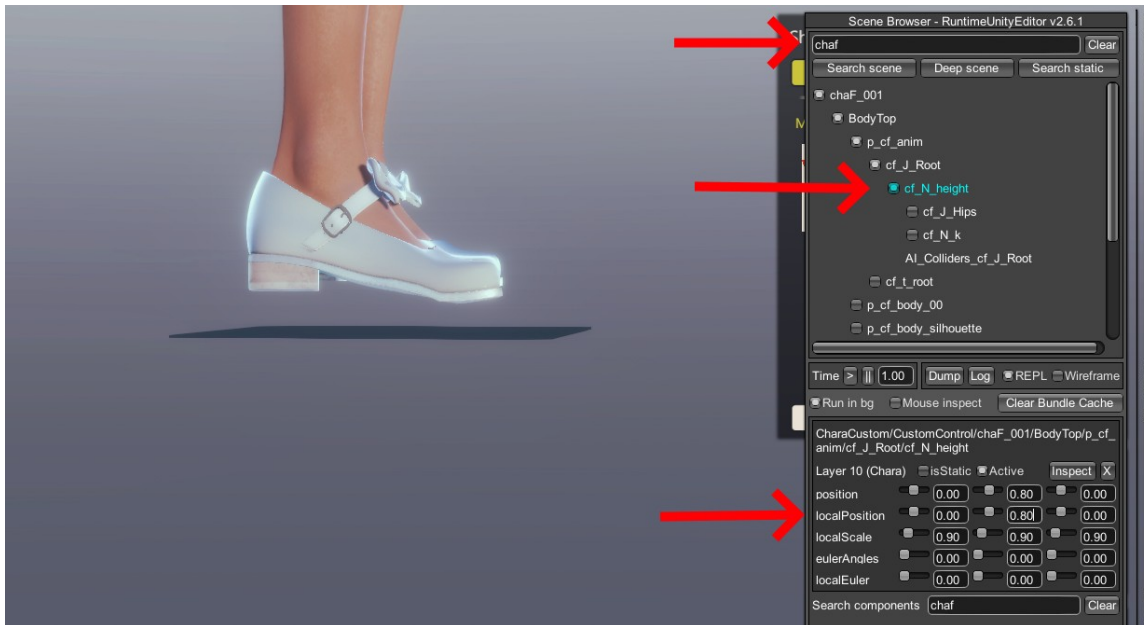 Scene Browser - RuntimeUnityEditor v2.6.1
chaf Clear
Search scene Deep scene Search static
chaF_001
BodyTop
p_cf_anim
cf_J_Root
cf_N_height
cf_J_Hips
cf_N_k
AI_Colliders_cf_J_Root
cf_t_root
p_cf_body_00
p_cf_body_silhouette
Time > || 1.00 Dump Log REPL Wireframe
Run in bg Mouse inspect Clear Bundle Cache
CharaCustom/CustomControl/chaF_001/BodyTop/p_cf_
anim/cf_J_Root/cf_N_height
Layer 10 (Chara) isStatic Active Inspect X
position 0.00 0.80 0.00
localPosition 0.00 0.80 0.00
localScale 0.90 0.90 0.90
eulerAngles 0.00 0.00 0.00
localEuler 0.00 0.00 0.00
Search components chaf Clear